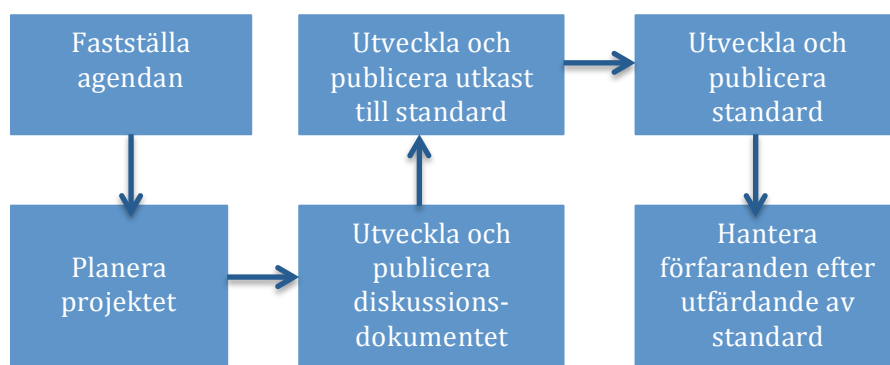 Fastställa
agendan
Planera
projektet
Utveckla och
publicera
diskussions-
dokumentet
Utveckla och
publicera utkast
till standard
Utveckla och
publicera
standard
Hantera
förfaranden efter
utfärdande av
standard